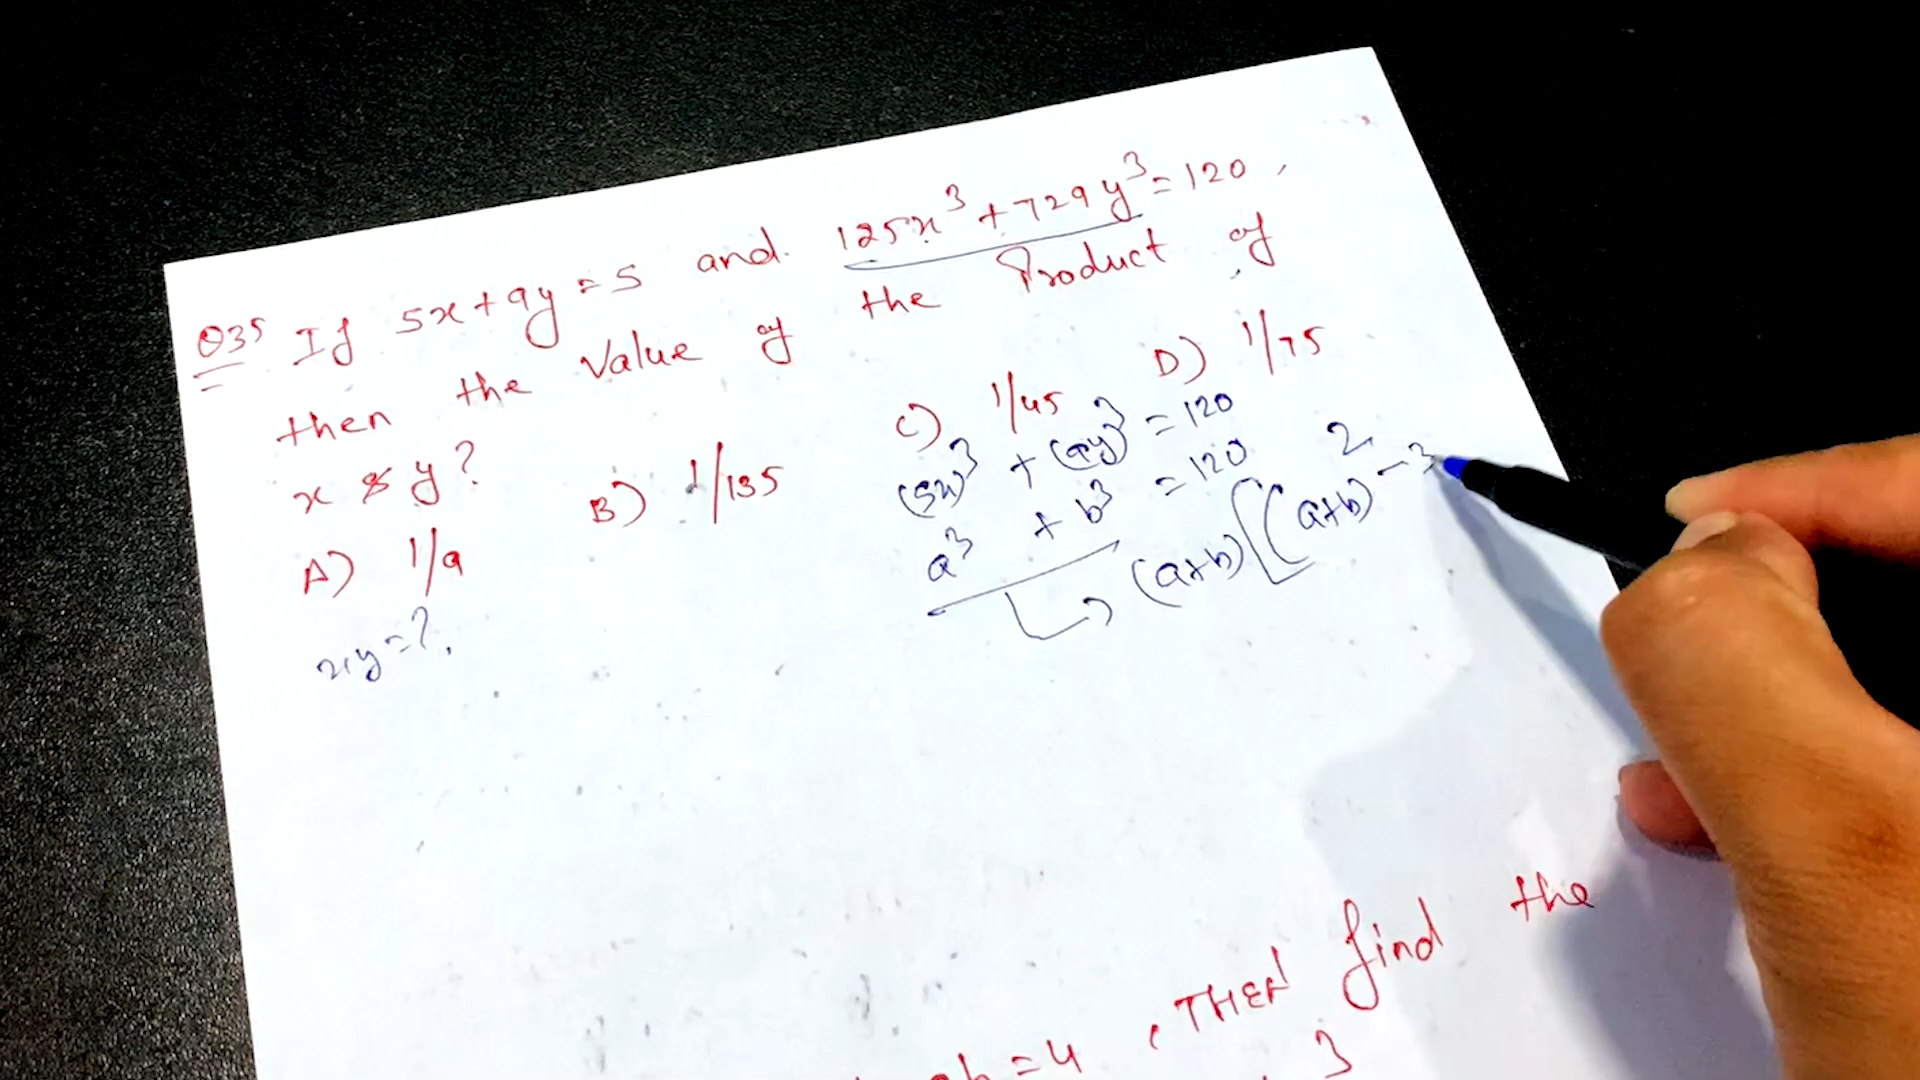 Q35 If 5x+9y=5 and 125x³+729y³=120,
then the Value of the Product of
x & y?
A) 1/9 B) 1/135 C) 1/45 D) 1/75
(5x)³ + (9y)³ = 120
a³ + b³ = 120
(a+b)[(a+b)² - 3
x,y=?.
ab=4, THEN find the
3